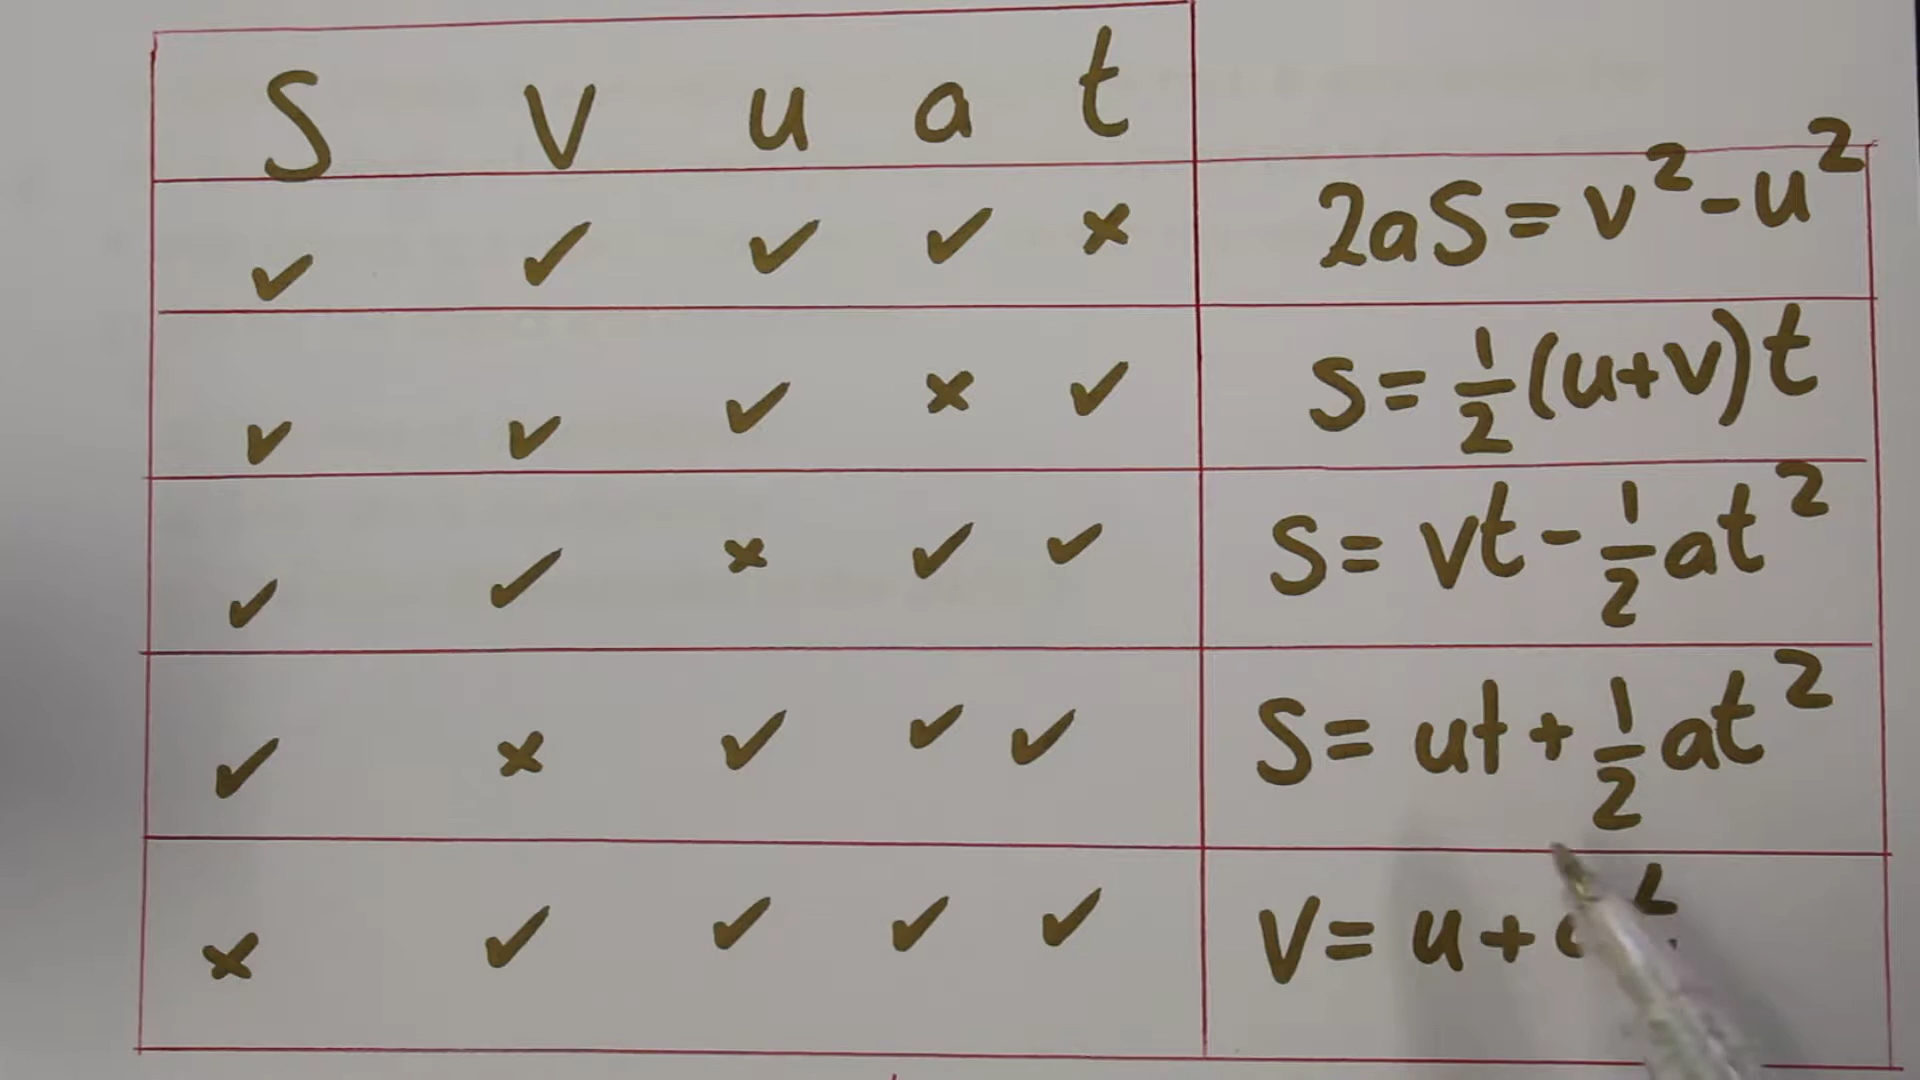 S v u a t
✓ ✓ ✓ ✓ × 2aS = v² - u²
✓ ✓ ✓ × ✓ S = ½(u+v)t
✓ ✓ × ✓ ✓ S = vt - ½at²
✓ × ✓ ✓ ✓ S = ut + ½at²
× ✓ ✓ ✓ ✓ V = u +